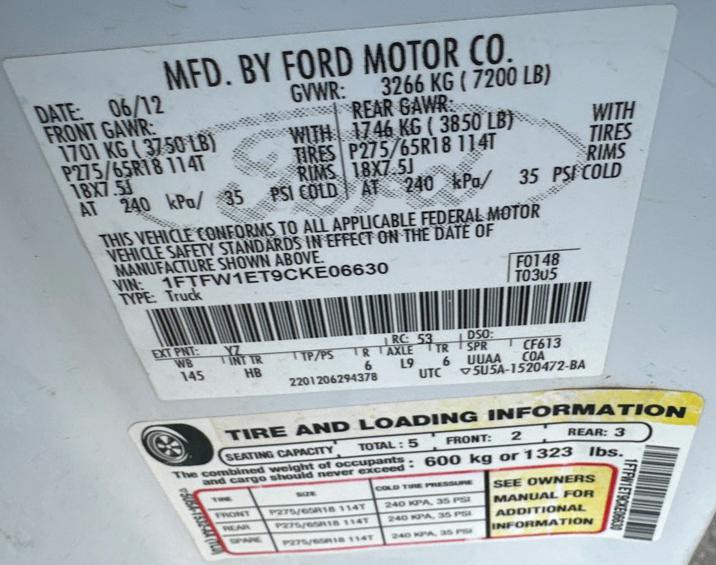 MFD. BY FORD MOTOR CO.
DATE: 06/12 GVWR: 3266 KG ( 7200 LB)
FRONT GAWR: REAR GAWR:
1701 KG ( 3750 LB) WITH 1746 KG ( 3850 LB) WITH
P275/65R18 114T TIRES P275/65R18 114T TIRES
18X7.5J RIMS 18X7.5J RIMS
AT 240 kPa/ 35 PSI COLD AT 240 kPa/ 35 PSI COLD
Ford
THIS VEHICLE CONFORMS TO ALL APPLICABLE FEDERAL MOTOR
VEHICLE SAFETY STANDARDS IN EFFECT ON THE DATE OF
MANUFACTURE SHOWN ABOVE.
VIN: 1FTFW1ET9CKE06630 F0148
TYPE: Truck T03U5
EXT PNT: YZ RC: 53 DSO:
WB INT TR TP/PS R AXLE TR SPR CF613
145 HB 6 L9 6 UUAA COA
2201206294378 UTC ▽5U5A-1520472-BA
TIRE AND LOADING INFORMATION
SEATING CAPACITY TOTAL : 5 FRONT: 2 REAR: 3
The combined weight of occupants
and cargo should never exceed : 600 kg or 1323 lbs.
TIRE SIZE COLD TIRE PRESSURE
FRONT P275/65R18 114T 240 KPA, 35 PSI
REAR P275/65R18 114T 240 KPA, 35 PSI
SPARE P275/65R18 114T 240 KPA, 35 PSI
SEE OWNERS
MANUAL FOR
ADDITIONAL
INFORMATION
1FTFW1ET9CKE06630